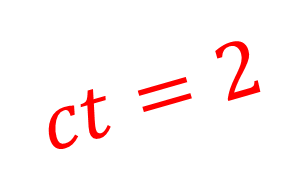 ct = 2